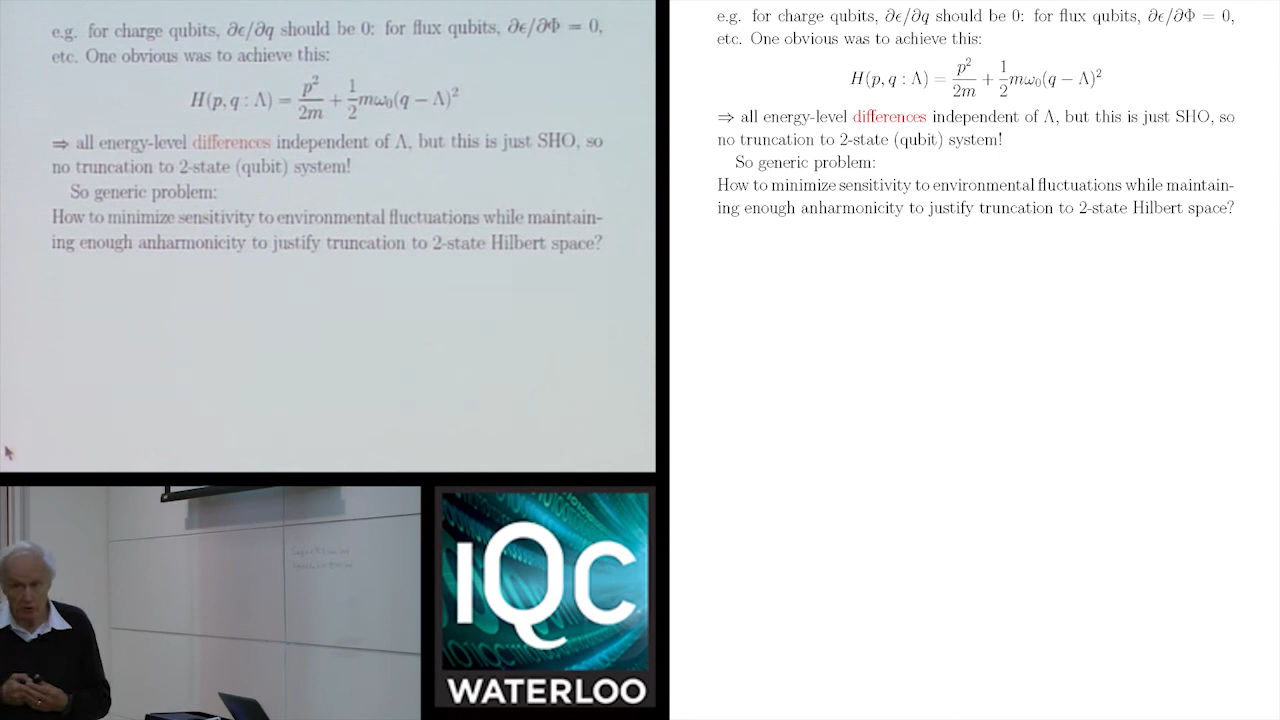 e.g. for charge qubits, ∂ϵ/∂q should be 0: for flux qubits, ∂ϵ/∂Φ = 0,
etc. One obvious was to achieve this:
H(p, q : Λ) = p²/2m + 1/2 mω₀(q − Λ)²
⇒ all energy-level differences independent of Λ, but this is just SHO, so
no truncation to 2-state (qubit) system!
So generic problem:
How to minimize sensitivity to environmental fluctuations while maintain-
ing enough anharmonicity to justify truncation to 2-state Hilbert space?
IQC
WATERLOO
e.g. for charge qubits, ∂ϵ/∂q should be 0: for flux qubits, ∂ϵ/∂Φ = 0,
etc. One obvious was to achieve this:
H(p, q : Λ) = p²/2m + 1/2 mω₀(q − Λ)²
⇒ all energy-level differences independent of Λ, but this is just SHO, so
no truncation to 2-state (qubit) system!
So generic problem:
How to minimize sensitivity to environmental fluctuations while maintain-
ing enough anharmonicity to justify truncation to 2-state Hilbert space?